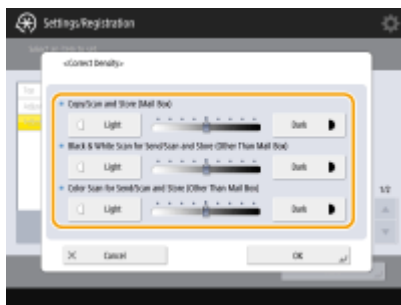 Settings/Registration
<Correct Density>
Copy/Scan and Store (Mail Box)
Light
Dark
Black & White Scan for Send/Scan and Store (Other Than Mail Box)
Light
Dark
Color Scan for Send/Scan and Store (Other Than Mail Box)
Light
Dark
1/2
Cancel
OK